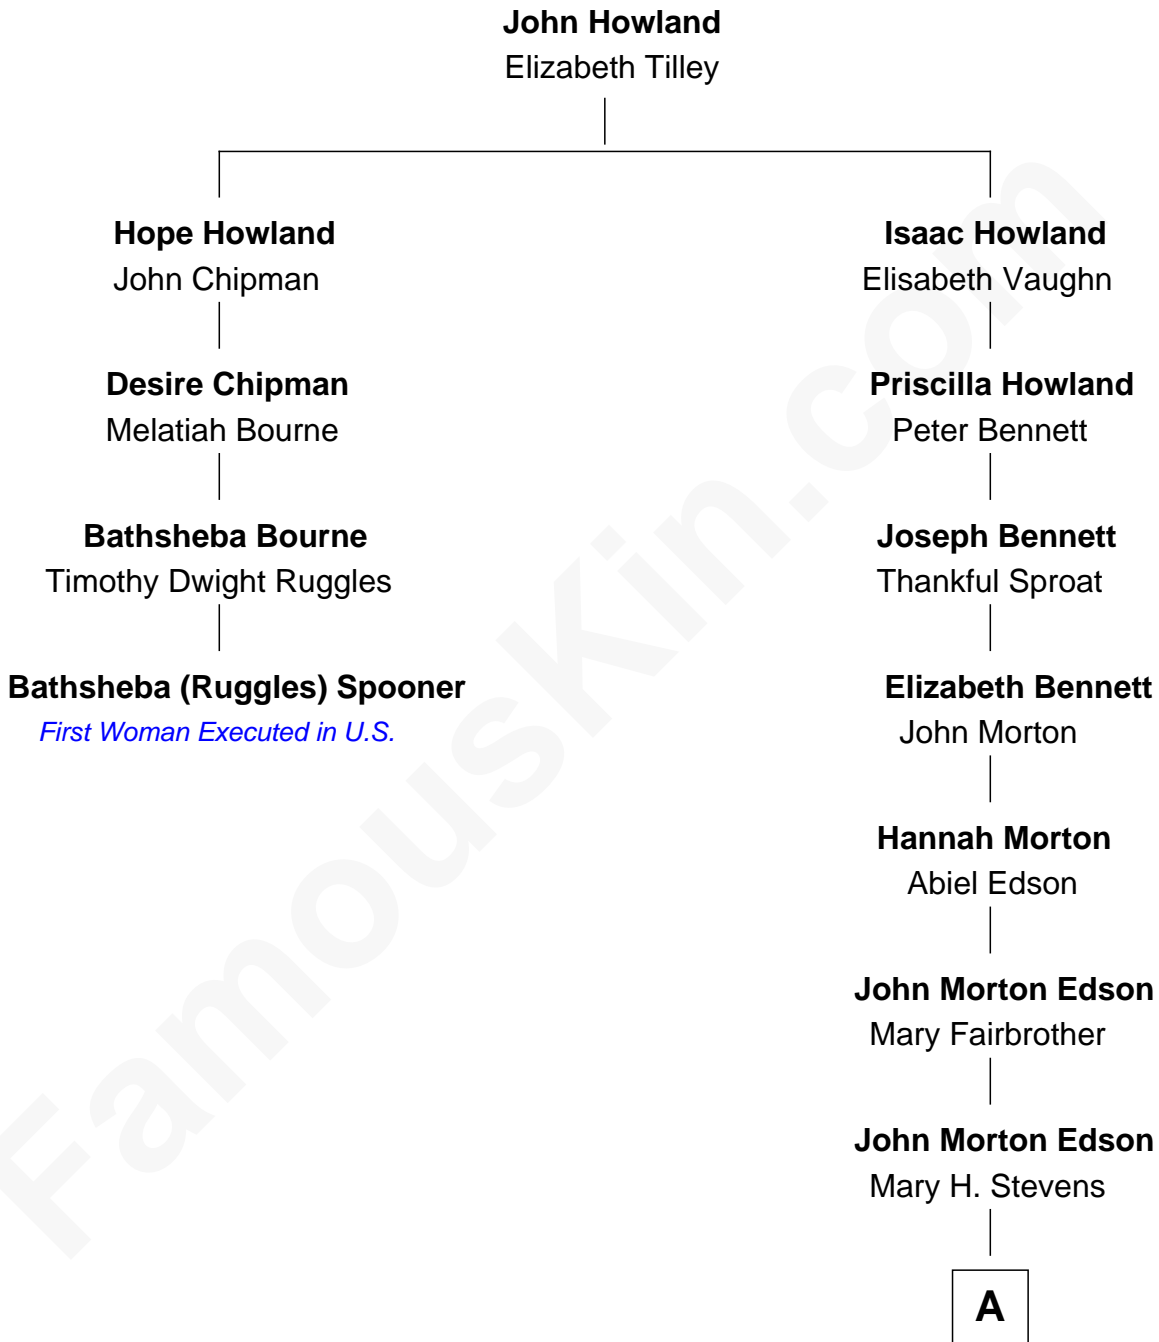 John Howland
Elizabeth Tilley
Hope Howland
John Chipman
Isaac Howland
Elisabeth Vaughn
Desire Chipman
Melatiah Bourne
Priscilla Howland
Peter Bennett
Bathsheba Bourne
Timothy Dwight Ruggles
Joseph Bennett
Thankful Sproat
Bathsheba (Ruggles) Spooner
First Woman Executed in U.S.
Elizabeth Bennett
John Morton
Hannah Morton
Abiel Edson
John Morton Edson
Mary Fairbrother
John Morton Edson
Mary H. Stevens
A
FamousKin.com